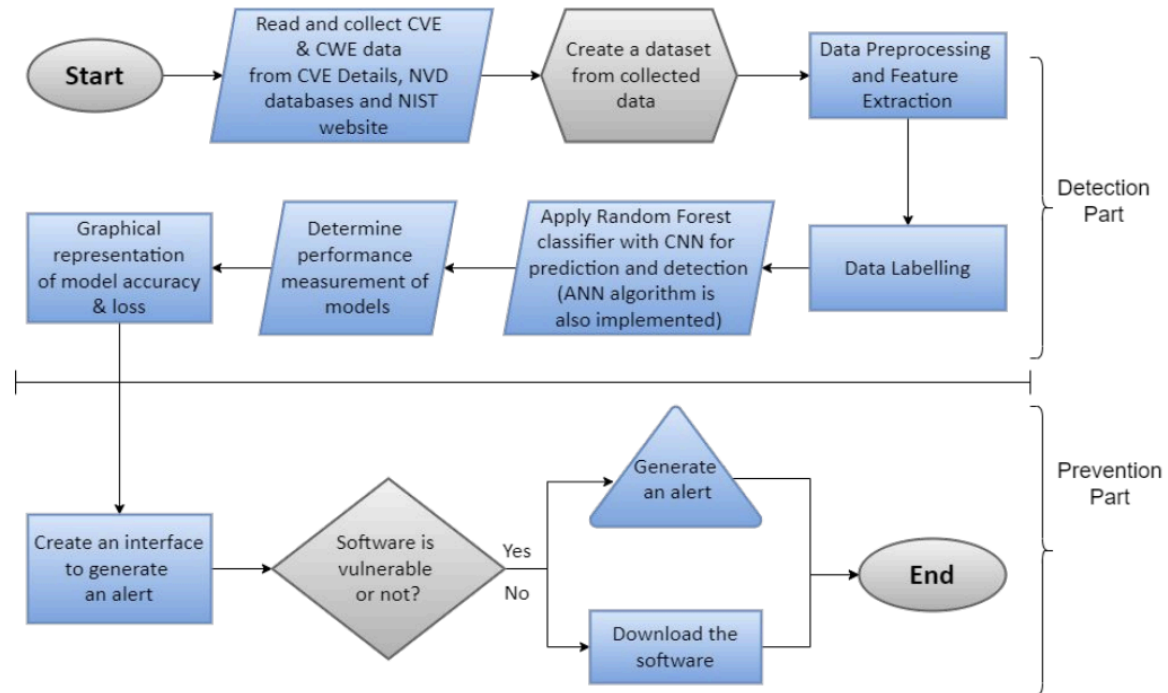 Start
Read and collect CVE
& CWE data
from CVE Details, NVD
databases and NIST
website
Create a dataset
from collected
data
Data Preprocessing
and Feature
Extraction
Detection
Part
Data Labelling
Apply Random Forest
classifier with CNN for
prediction and detection
(ANN algorithm is
also implemented)
Determine
performance
measurement of
models
Graphical
representation
of model accuracy
& loss
Prevention
Part
Create an interface
to generate
an alert
Software is
vulnerable
or not?
Yes
No
Generate
an alert
Download the
software
End